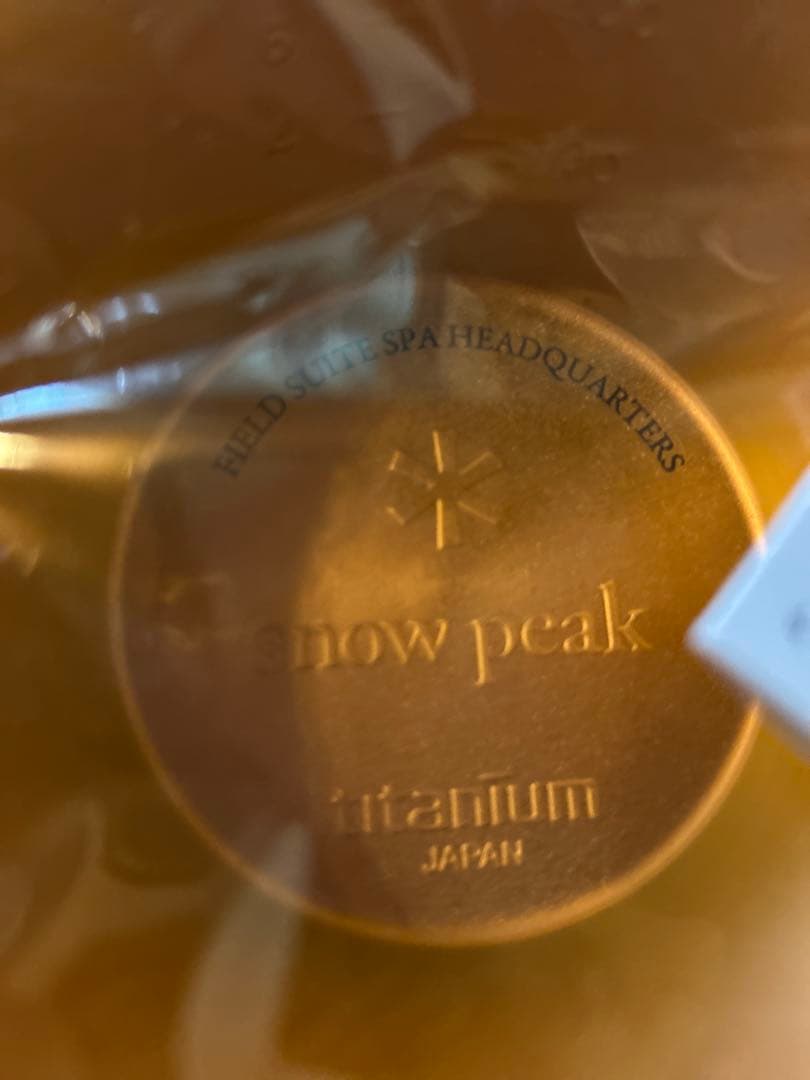 FIELD SUITE SPA HEADQUARTERS
snow peak
titanium
JAPAN